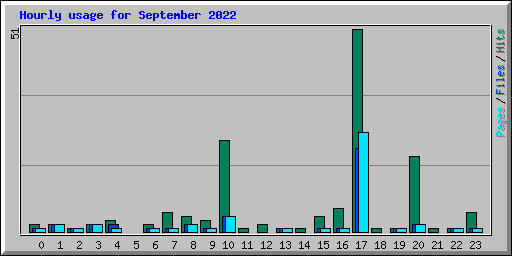 Hourly usage for September 2022
51
Pages/Files/Hits
0 1 2 3 4 5 6 7 8 9 10 11 12 13 14 15 16 17 18 19 20 21 22 23